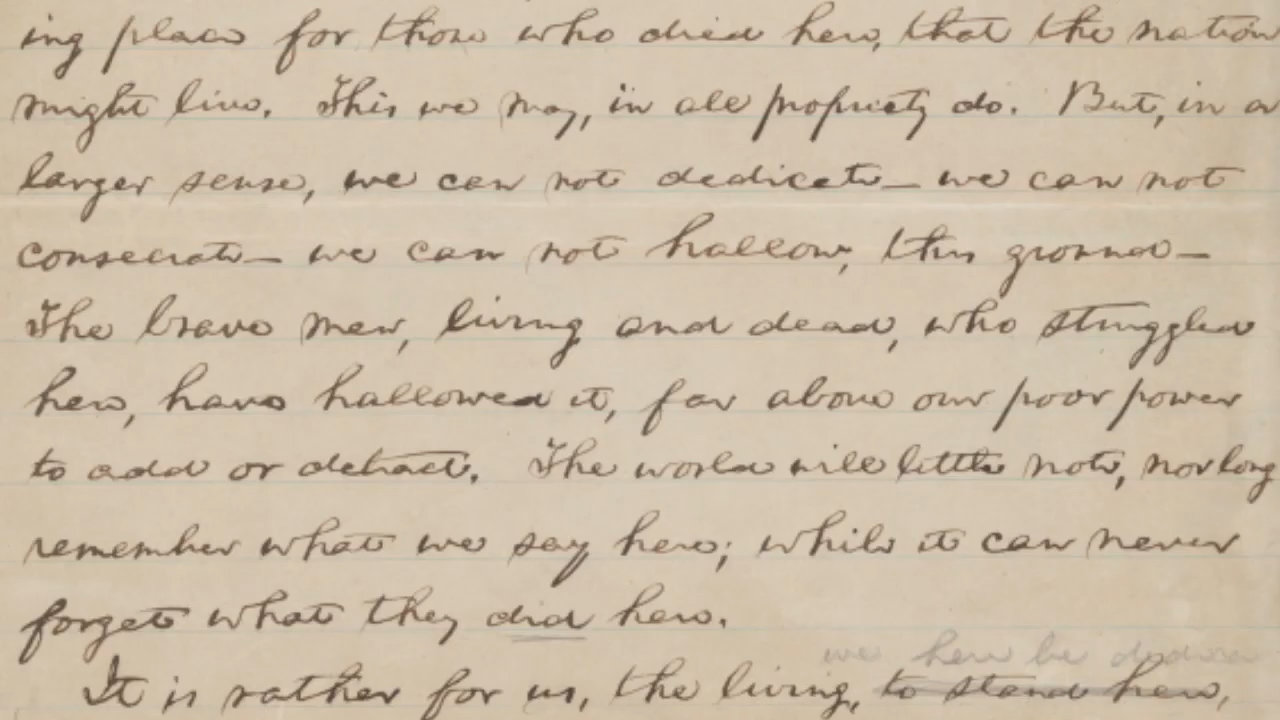 ing place for those who died here, that the nation
might live. This we may, in all propriety do. But, in a
larger sense, we can not dedicate— we can not
consecrate— we can not hallow, this ground—
The brave men, living and dead, who struggled
here, have hallowed it, far above our poor power
to add or detract. The world will little note, nor long
remember what we say here; while it can never
forget what they did here.
we here be dedica
It is rather for us, the living, to stand here,